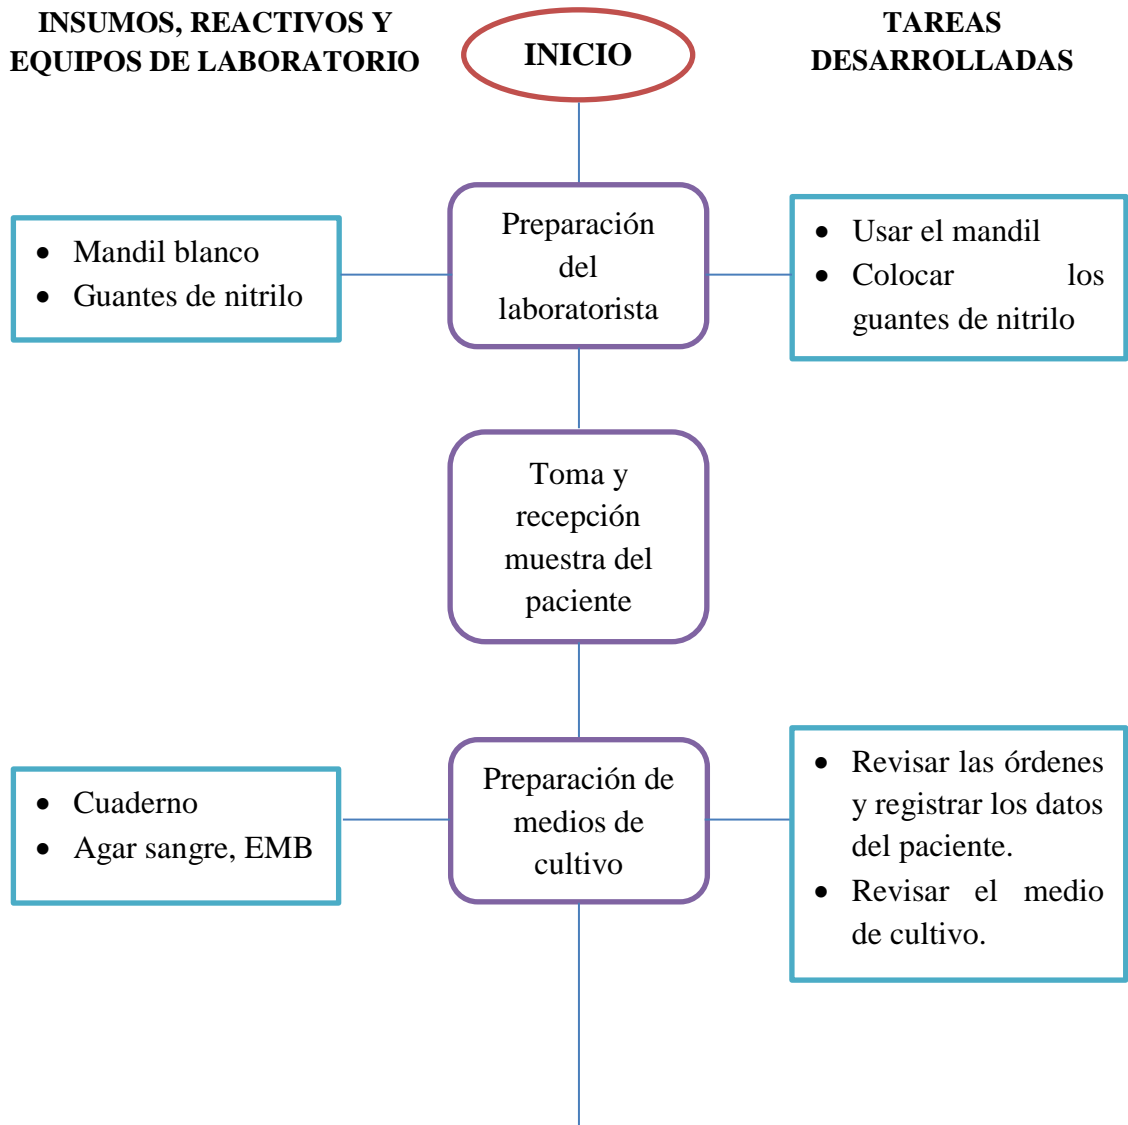 INSUMOS, REACTIVOS Y
EQUIPOS DE LABORATORIO
INICIO
TAREAS
DESARROLLADAS
• Mandil blanco
• Guantes de nitrilo
Preparación
del
laboratorista
• Usar el mandil
• Colocar los
guantes de nitrilo
Toma y
recepción
muestra del
paciente
• Cuaderno
• Agar sangre, EMB
Preparación de
medios de
cultivo
• Revisar las órdenes
y registrar los datos
del paciente.
• Revisar el medio
de cultivo.